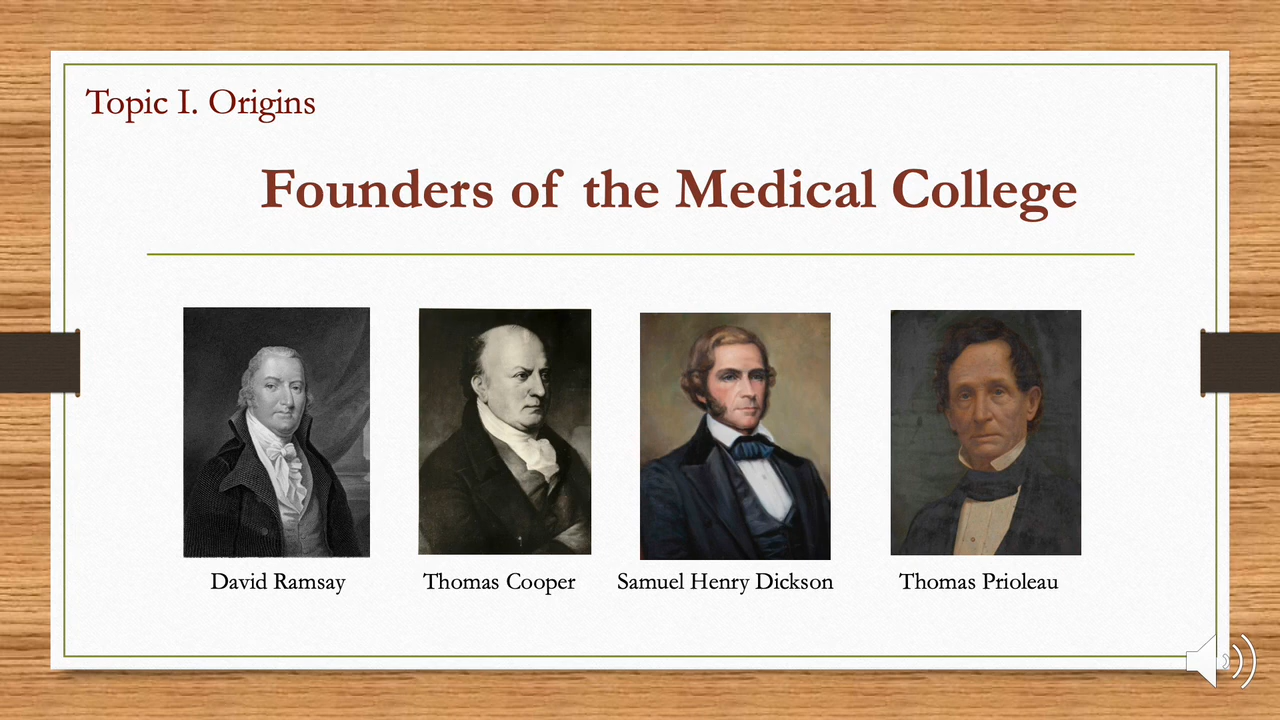 Topic I. Origins
Founders of the Medical College
David Ramsay
Thomas Cooper
Samuel Henry Dickson
Thomas Prioleau